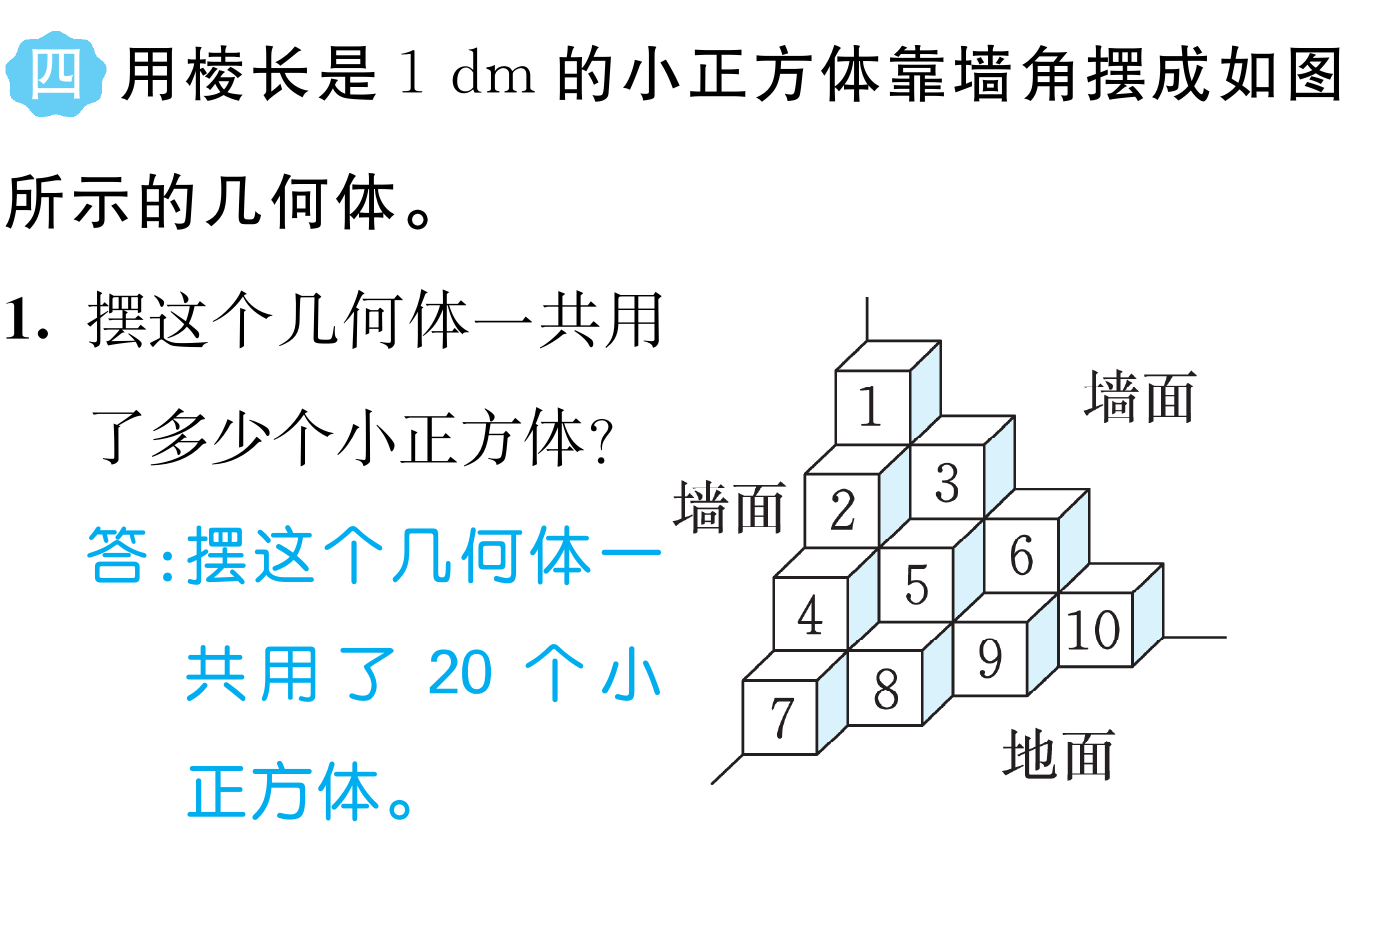 四 用棱长是 1 dm 的小正方体靠墙角摆成如图
所示的几何体。
1. 摆这个几何体一共用
了多少个小正方体?
答:摆这个几何体一
共用了 20 个小
正方体。
墙面
墙面
1
2 3
4 5 6
7 8 9 10
地面